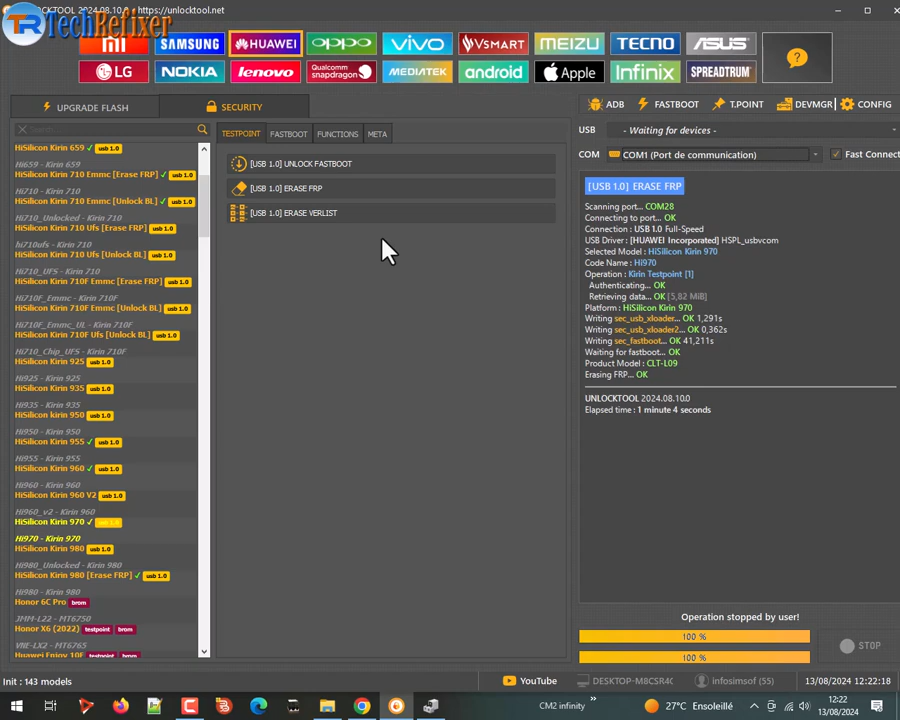 UNLOCKTOOL 2024.08.10.0 - https://unlocktool.net
TR TechRefixer
MI SAMSUNG HUAWEI oppo vivo VSMART MEIZU TECNO ASUS
LG NOKIA lenovo Qualcomm snapdragon MEDIATEK android Apple Infinix SPREADTRUM ?
UPGRADE FLASH SECURITY
ADB FASTBOOT T.POINT DEVMGR CONFIG
Search
TESTPOINT FASTBOOT FUNCTIONS META
USB - Waiting for devices -
COM COM1 (Port de communication) Fast Connect
HiSilicon Kirin 659 ✓ usb 1.0
Hi659 - Kirin 659
HiSilicon Kirin 710 Emmc [Erase FRP] ✓ usb 1.0
Hi710 - Kirin 710
HiSilicon Kirin 710 Emmc [Unlock BL] ✓ usb 1.0
Hi710_Unlocked - Kirin 710
HiSilicon Kirin 710 Ufs [Erase FRP] ✓ usb 1.0
hi710ufs - Kirin 710
HiSilicon Kirin 710 Ufs [Unlock BL] ✓ usb 1.0
Hi710_UFS - Kirin 710
HiSilicon Kirin 710F Emmc [Erase FRP] ✓ usb 1.0
Hi710F_Emmc - Kirin 710F
HiSilicon Kirin 710F Emmc [Unlock BL] ✓ usb 1.0
Hi710F_Emmc_UL - Kirin 710F
HiSilicon Kirin 710F Ufs [Unlock BL] ✓ usb 1.0
Hi710_Chip_UFS - Kirin 710F
HiSilicon Kirin 925 usb 1.0
Hi925 - Kirin 925
HiSilicon Kirin 935 usb 1.0
Hi935 - Kirin 935
HiSilicon kirin 950 usb 1.0
Hi950 - Kirin 950
HiSilicon Kirin 955 ✓ usb 1.0
Hi955 - Kirin 955
HiSilicon Kirin 960 ✓ usb 1.0
Hi960 - Kirin 960
HiSilicon Kirin 960 V2 usb 1.0
Hi960_v2 - Kirin 960
HiSilicon Kirin 970 ✓ usb 1.0
Hi970 - Kirin 970
HiSilicon Kirin 980 usb 1.0
Hi980_Unlocked - Kirin 980
HiSilicon Kirin 980 [Erase FRP] ✓ usb 1.0
Hi980 - Kirin 980
Honor 6C Pro brom
JMM-L22 - MT6750
Honor X6 (2022) testpoint brom
VNE-LX2 - MT6765
Huawei Enjoy 10E testpoint brom
[USB 1.0] UNLOCK FASTBOOT
[USB 1.0] ERASE FRP
[USB 1.0] ERASE VERLIST
[USB 1.0] ERASE FRP
Scanning port... COM28
Connecting to port... OK
Connection : USB 1.0 Full-Speed
USB Driver : [HUAWEI Incorporated] HSPL_usbvcom
Selected Model : HiSilicon Kirin 970
Code Name : Hi970
Operation : Kirin Testpoint [1]
Authenticating... OK
Retrieving data... OK [5,82 MiB]
Platform : HiSilicon Kirin 970
Writing sec_usb_xloader... OK 1,291s
Writing sec_usb_xloader2... OK 0,362s
Writing sec_fastboot... OK 41,211s
Waiting for fastboot... OK
Product Model : CLT-L09
Erasing FRP... OK
UNLOCKTOOL 2024.08.10.0
Elapsed time : 1 minute 4 seconds
Operation stopped by user!
100 %
100 %
STOP
Init : 143 models YouTube DESKTOP-M8CSR4C infosimsof (55) 13/08/2024 12:22:18
CM2 infinity » 27°C Ensoleillé 12:22
13/08/2024